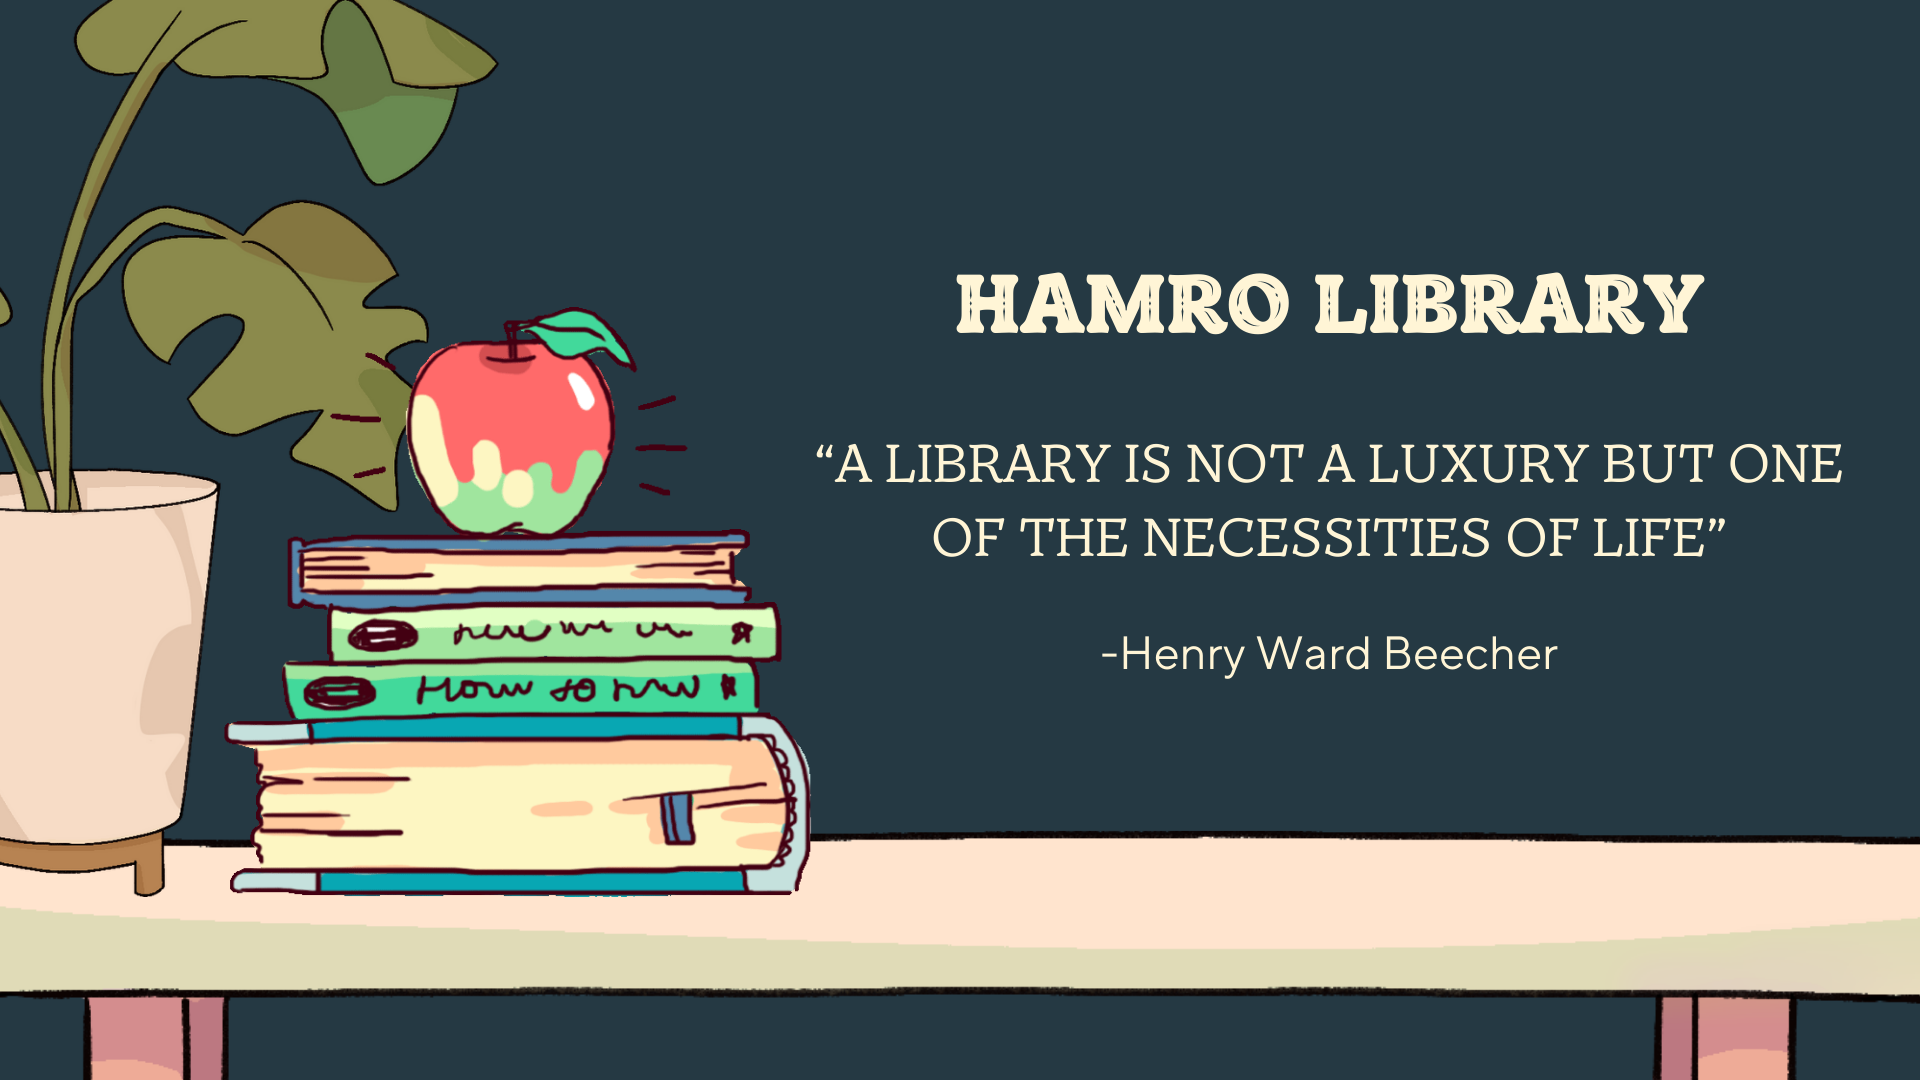 HAMRO LIBRARY
“A LIBRARY IS NOT A LUXURY BUT ONE
OF THE NECESSITIES OF LIFE”
-Henry Ward Beecher